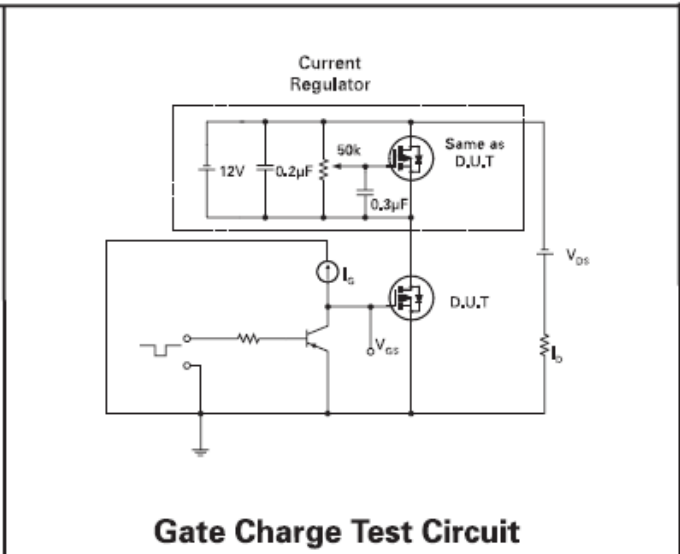 Current
Regulator
12V
0.2µF
50k
0.3µF
Same as
D.U.T
I_G
V_GS
D.U.T
V_DS
I_D
Gate Charge Test Circuit